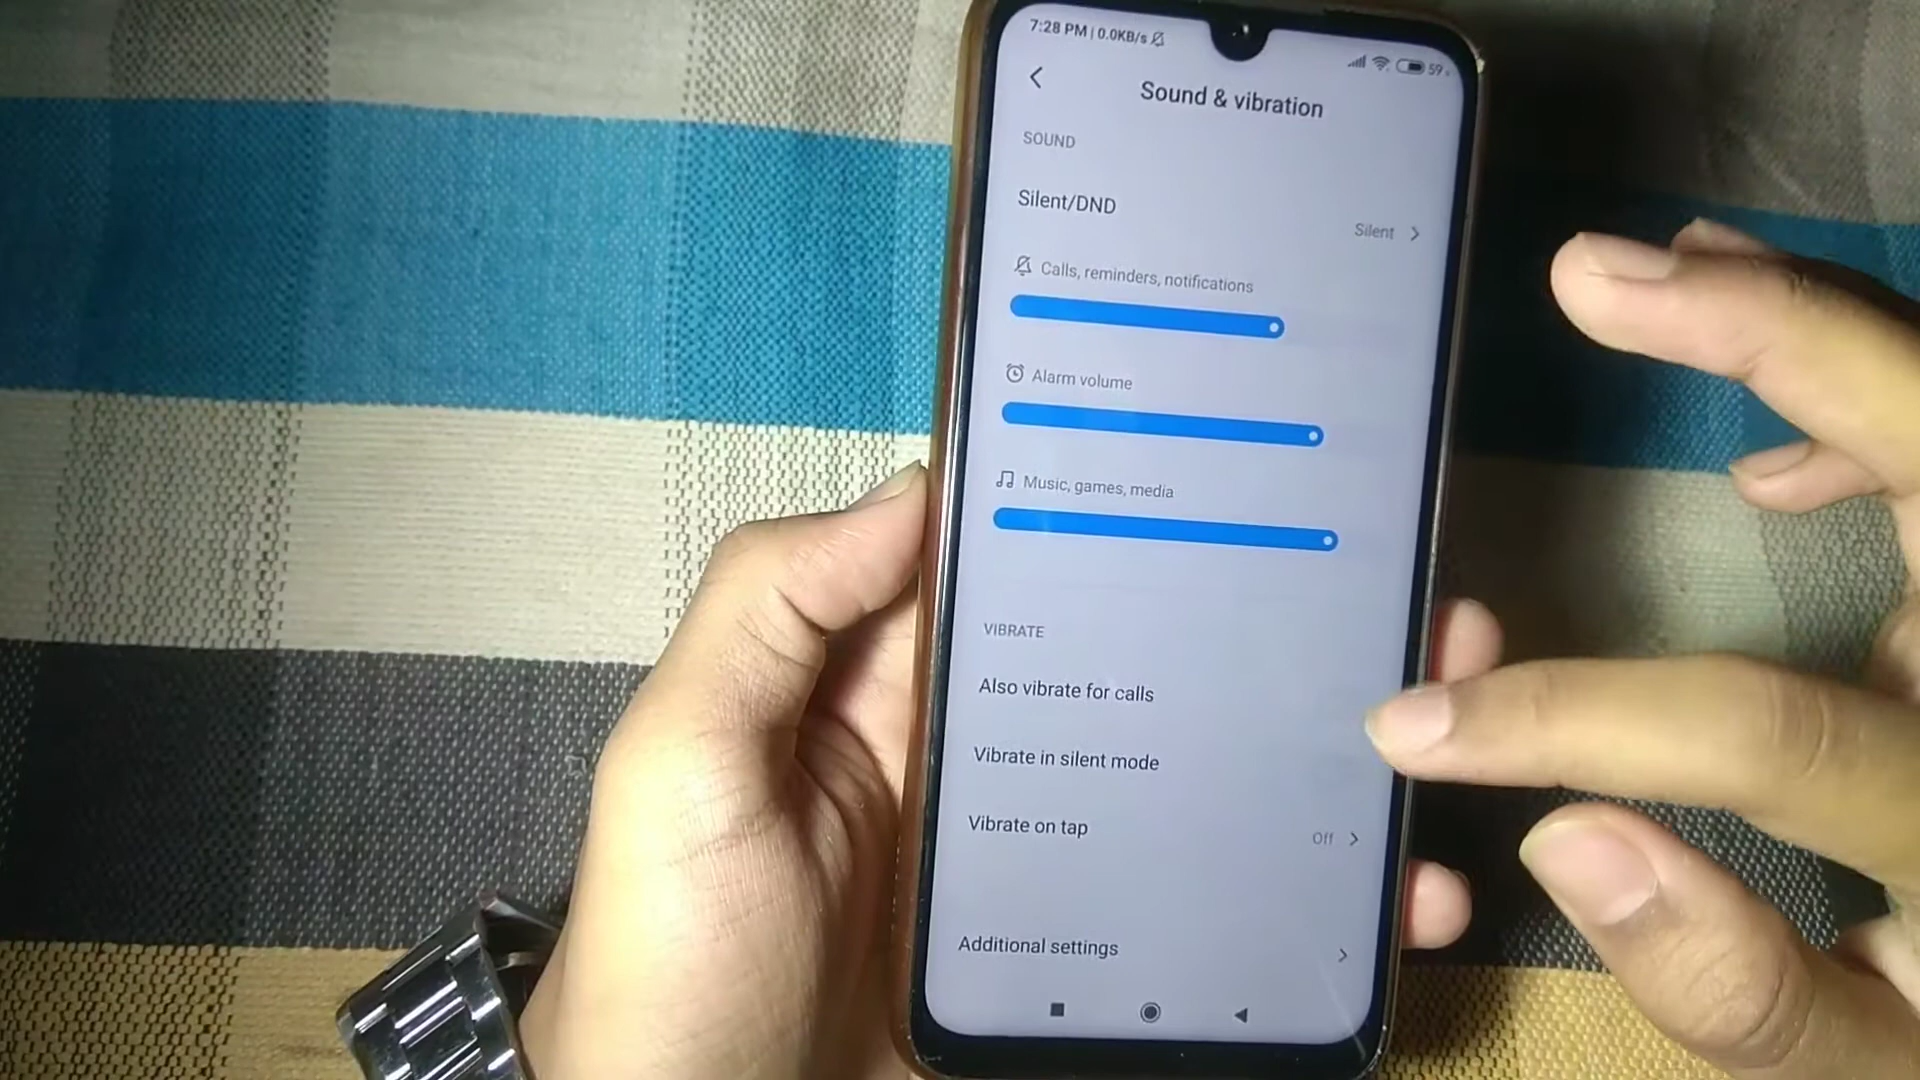 7:28 PM | 0.0KB/s
59
Sound & vibration
SOUND
Silent/DND
Silent
Calls, reminders, notifications
Alarm volume
Music, games, media
VIBRATE
Also vibrate for calls
Vibrate in silent mode
Vibrate on tap
Off
Additional settings